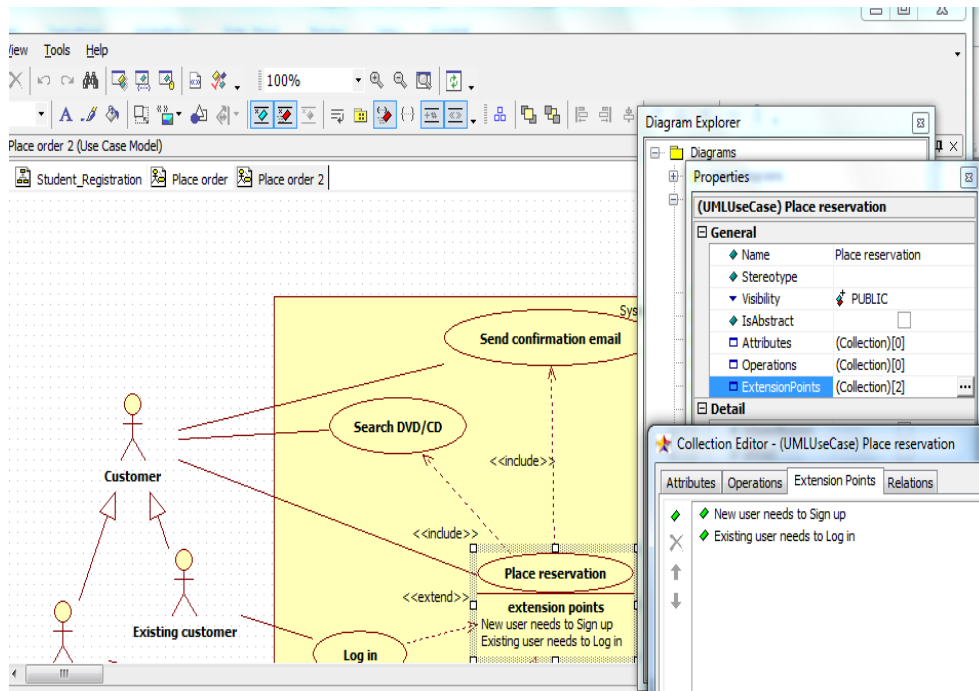 View Tools Help
100%
Place order 2 (Use Case Model)
Student_Registration Place order Place order 2
Send confirmation email
Search DVD/CD
<<include>>
Customer
<<include>>
Place reservation
<<extend>>
extension points
New user needs to Sign up
Existing user needs to Log in
Existing customer
Log in
Diagram Explorer
Diagrams
Properties
(UMLUseCase) Place reservation
General
Name Place reservation
Stereotype
Visibility PUBLIC
IsAbstract
Attributes (Collection)[0]
Operations (Collection)[0]
ExtensionPoints (Collection)[2] ...
Detail
Collection Editor - (UMLUseCase) Place reservation
Attributes Operations Extension Points Relations
New user needs to Sign up
Existing user needs to Log in